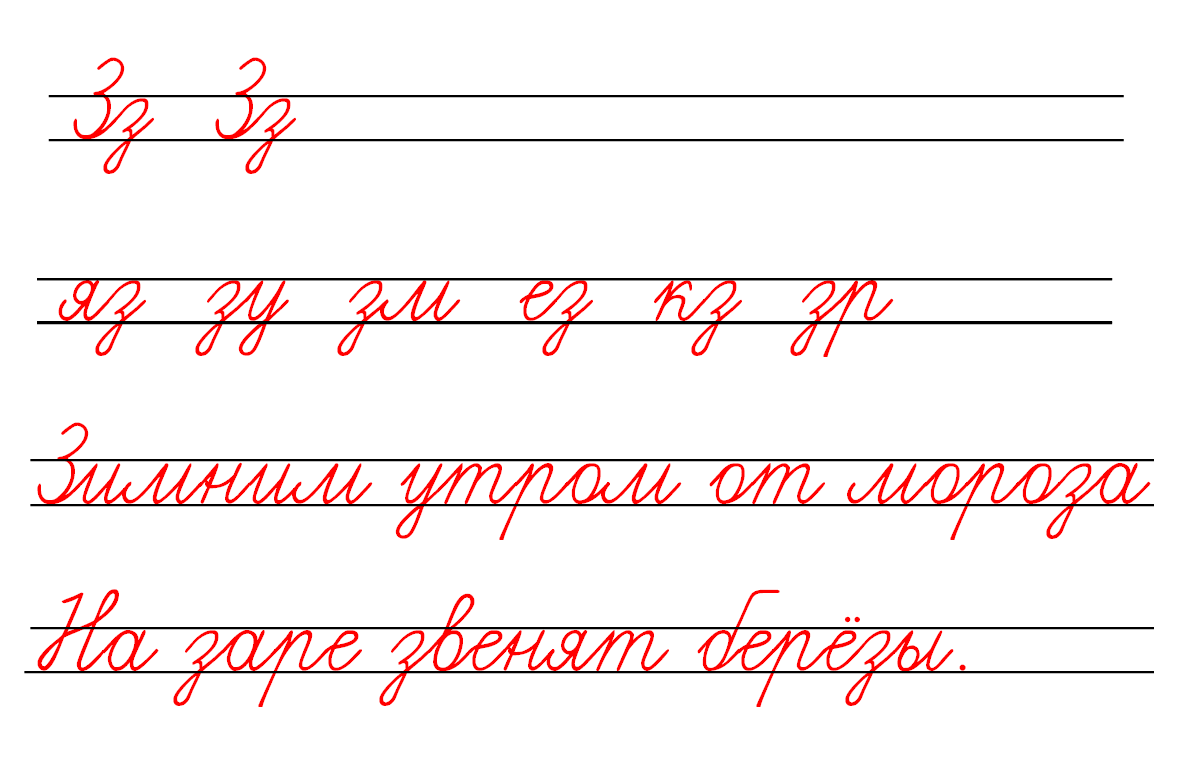 Зз Зз
яз зу зм ез кз зр
Зимним утром от мороза
На заре звенят берёзы.